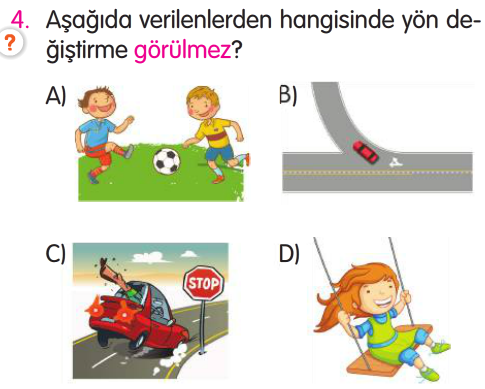 4. Aşağıda verilenlerden hangisinde yön de-
? ğiştirme görülmez?
A)
B)
C)
STOP
D)